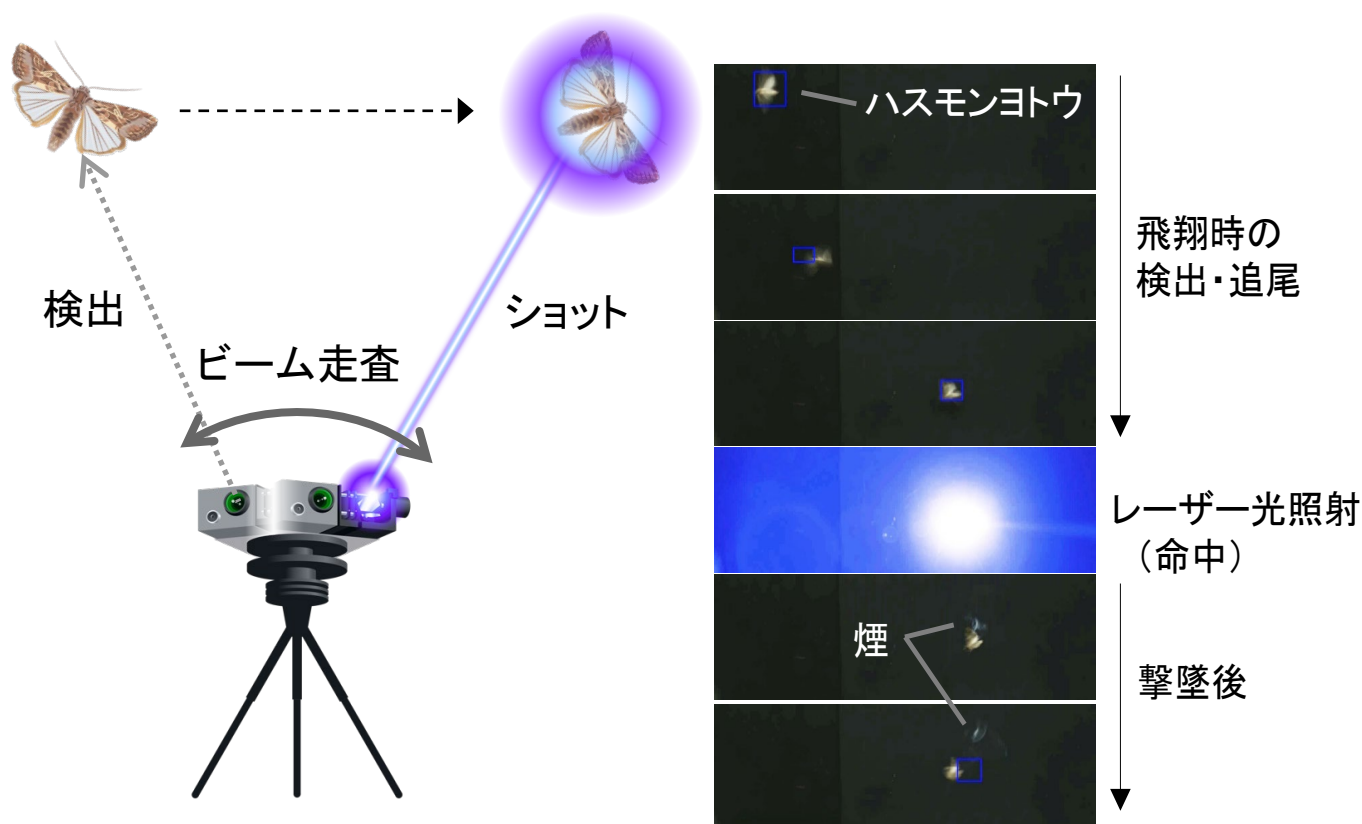 検出
ビーム走査
ショット
ハスモンヨトウ
飛翔時の
検出・追尾
レーザー光照射
（命中）
煙
撃墜後